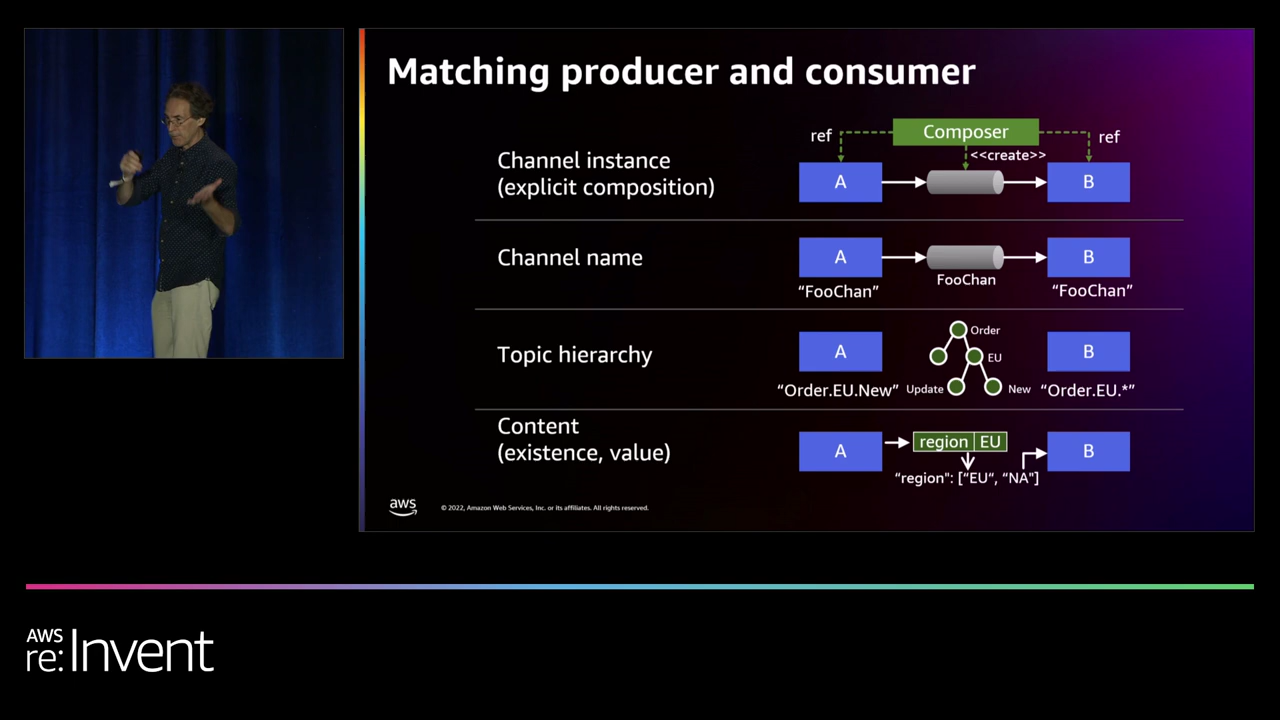 Matching producer and consumer
Channel instance
(explicit composition)
ref
Composer
ref
<<create>>
A
B
Channel name
A
B
"FooChan"
FooChan
"FooChan"
Topic hierarchy
A
Order
EU
B
"Order.EU.New"
Update
New
"Order.EU.*"
Content
(existence, value)
A
region EU
B
"region": ["EU", "NA"]
aws
© 2022, Amazon Web Services, Inc. or its affiliates. All rights reserved.
AWS
re:Invent